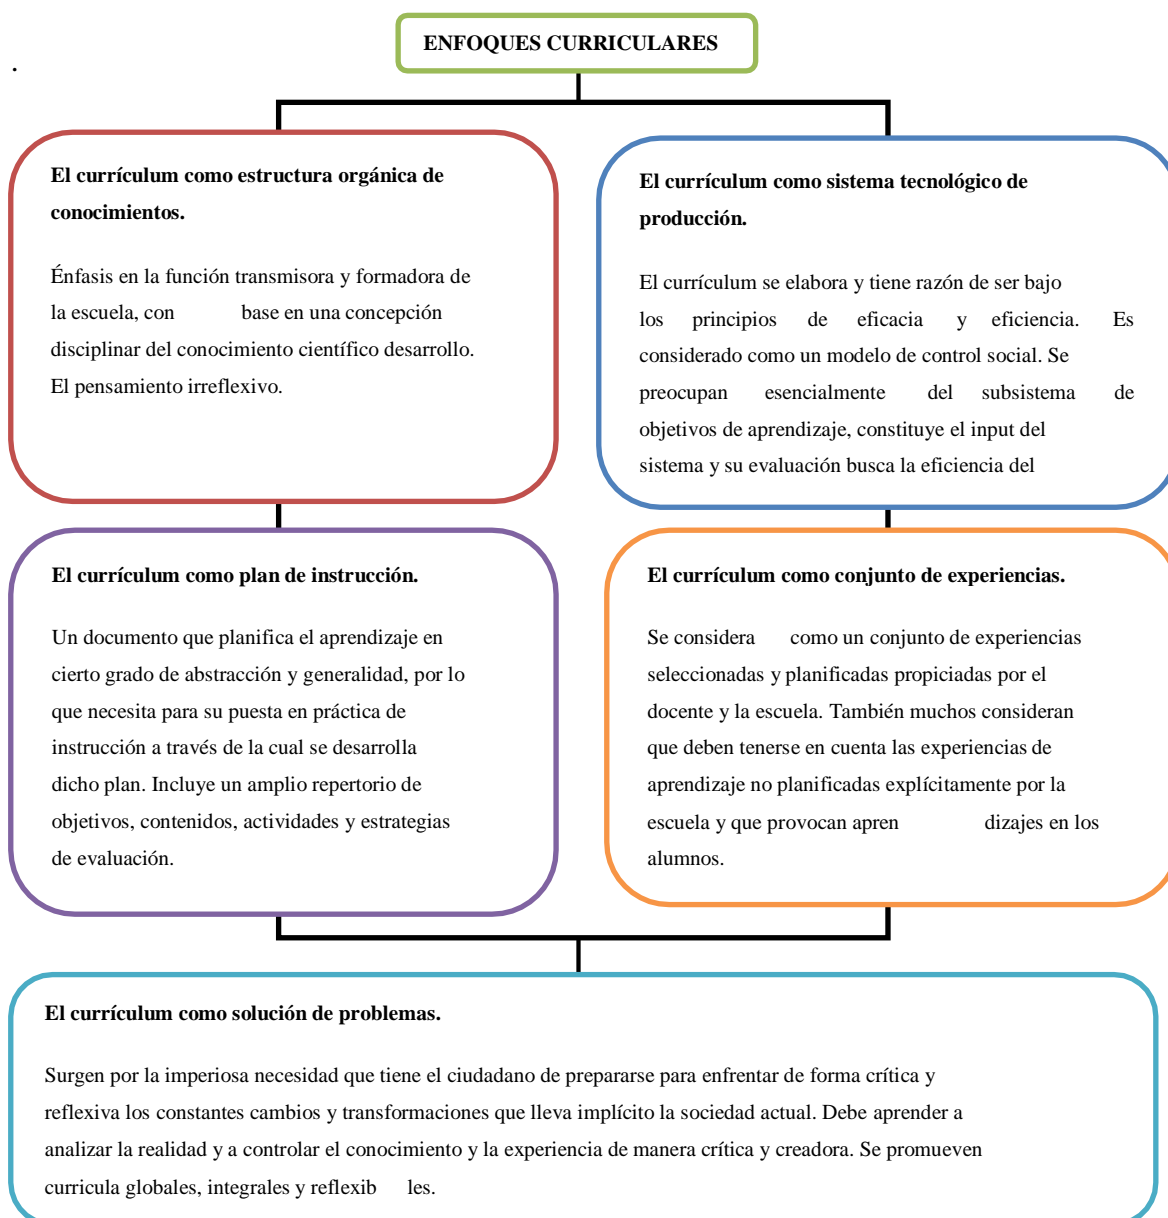 ENFOQUES CURRICULARES
.
El currículum como estructura orgánica de
conocimientos.
Énfasis en la función transmisora y formadora de
la escuela, con base en una concepción
disciplinar del conocimiento científico desarrollo.
El pensamiento irreflexivo.
El currículum como sistema tecnológico de
producción.
El currículum se elabora y tiene razón de ser bajo
los principios de eficacia y eficiencia. Es
considerado como un modelo de control social. Se
preocupan esencialmente del subsistema de
objetivos de aprendizaje, constituye el input del
sistema y su evaluación busca la eficiencia del
El currículum como plan de instrucción.
Un documento que planifica el aprendizaje en
cierto grado de abstracción y generalidad, por lo
que necesita para su puesta en práctica de
instrucción a través de la cual se desarrolla
dicho plan. Incluye un amplio repertorio de
objetivos, contenidos, actividades y estrategias
de evaluación.
El currículum como conjunto de experiencias.
Se considera como un conjunto de experiencias
seleccionadas y planificadas propiciadas por el
docente y la escuela. También muchos consideran
que deben tenerse en cuenta las experiencias de
aprendizaje no planificadas explícitamente por la
escuela y que provocan apren dizajes en los
alumnos.
El currículum como solución de problemas.
Surgen por la imperiosa necesidad que tiene el ciudadano de prepararse para enfrentar de forma crítica y
reflexiva los constantes cambios y transformaciones que lleva implícito la sociedad actual. Debe aprender a
analizar la realidad y a controlar el conocimiento y la experiencia de manera crítica y creadora. Se promueven
curricula globales, integrales y reflexib les.